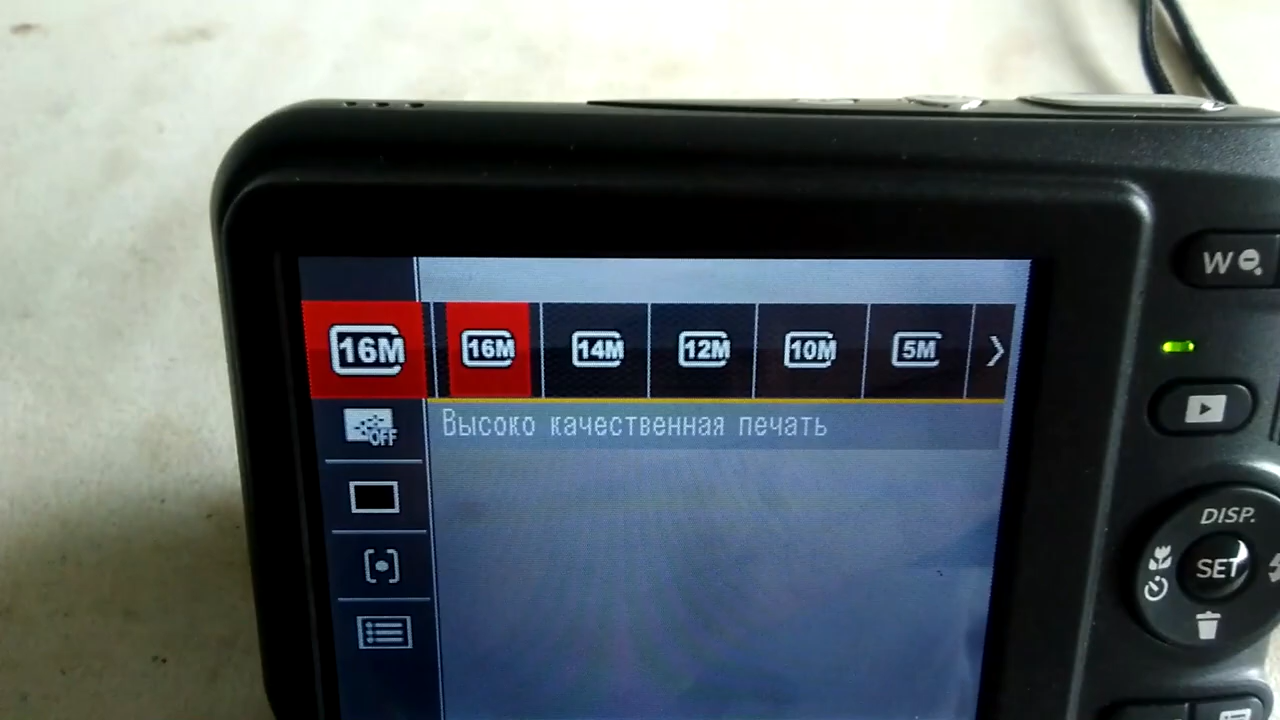 W
16M 16M 14M 12M 10M 5M
OFF
Высоко качественная печать
DISP.
SET